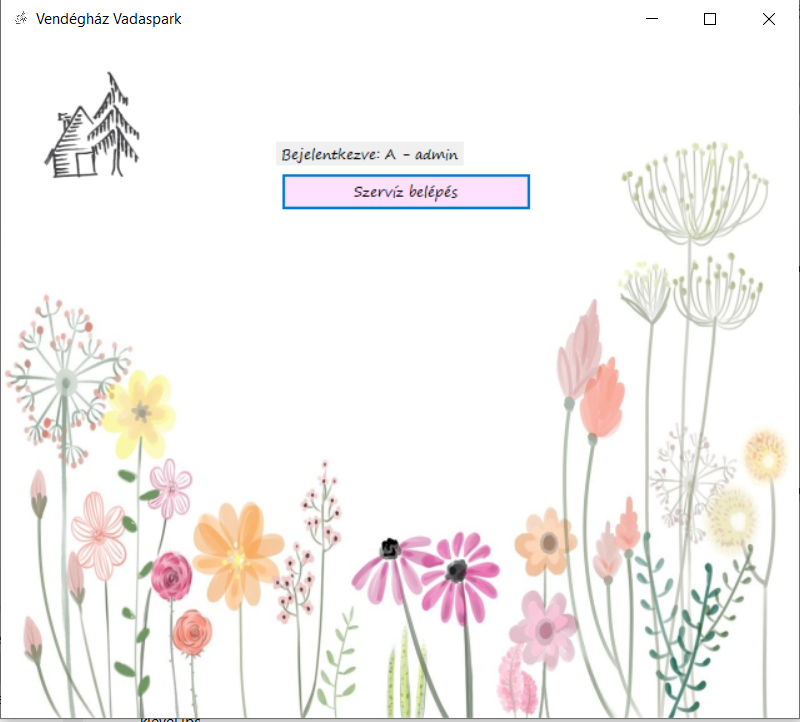 Vendégház Vadaspark
Bejelentkezve: A - admin
Szervíz belépés